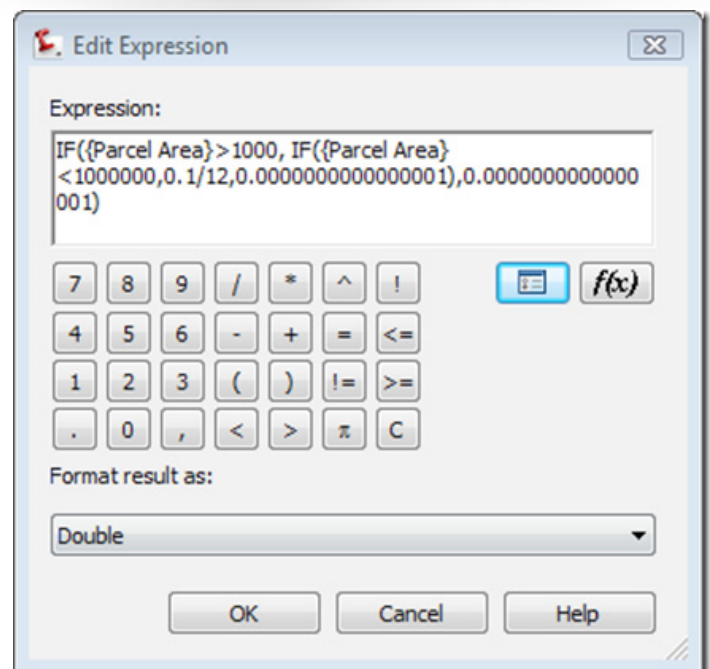 Edit Expression
Expression:
IF({Parcel Area}>1000, IF({Parcel Area}
<1000000,0.1/12,0.0000000000000001),0.0000000000000
001)
7 8 9 / * ^ ! f(x)
4 5 6 - + = <=
1 2 3 ( ) != >=
. 0 , < > π C
Format result as:
Double
OK Cancel Help